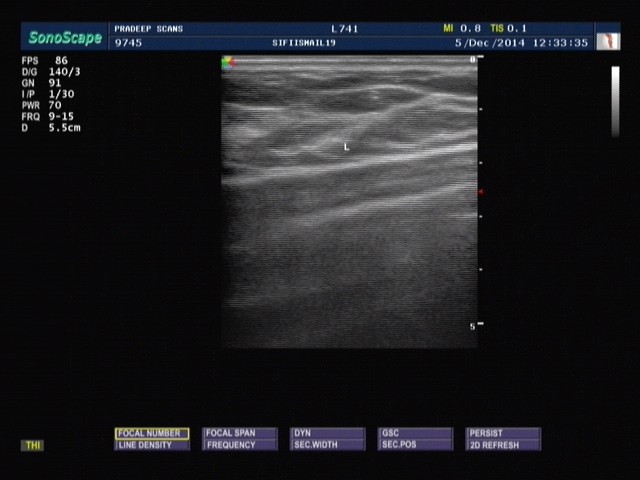 SonoScape
PRADEEP SCANS L741 MI 0.8 TIS 0.1
9745 SIFIISMAIL19 5/Dec/2014 12:33:35
FPS 86
D/G 140/3
GN 91
I/P 1/30
PWR 70
FRQ 9-15
D 5.5cm
0
L
5
FOCAL NUMBER FOCAL SPAN DYN GSC PERSIST
LINE DENSITY FREQUENCY SEC.WIDTH SEC.POS 2D REFRESH
THI